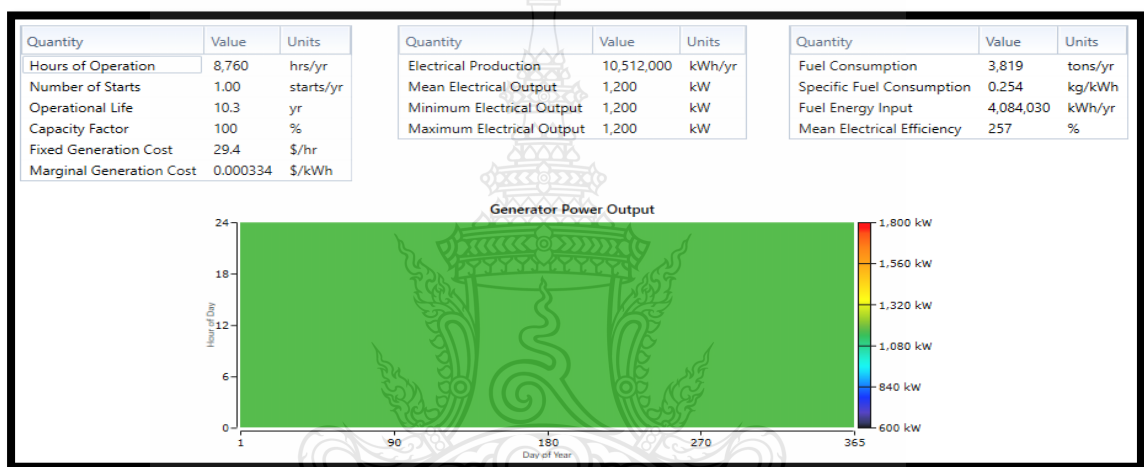 Quantity Value Units
Hours of Operation 8,760 hrs/yr
Number of Starts 1.00 starts/yr
Operational Life 10.3 yr
Capacity Factor 100 %
Fixed Generation Cost 29.4 $/hr
Marginal Generation Cost 0.000334 $/kWh
Quantity Value Units
Electrical Production 10,512,000 kWh/yr
Mean Electrical Output 1,200 kW
Minimum Electrical Output 1,200 kW
Maximum Electrical Output 1,200 kW
Quantity Value Units
Fuel Consumption 3,819 tons/yr
Specific Fuel Consumption 0.254 kg/kWh
Fuel Energy Input 4,084,030 kWh/yr
Mean Electrical Efficiency 257 %
Generator Power Output
24
18
12
6
0
Hour of Day
1 90 180 270 365
Day of Year
1,800 kW
1,560 kW
1,320 kW
1,080 kW
840 kW
600 kW